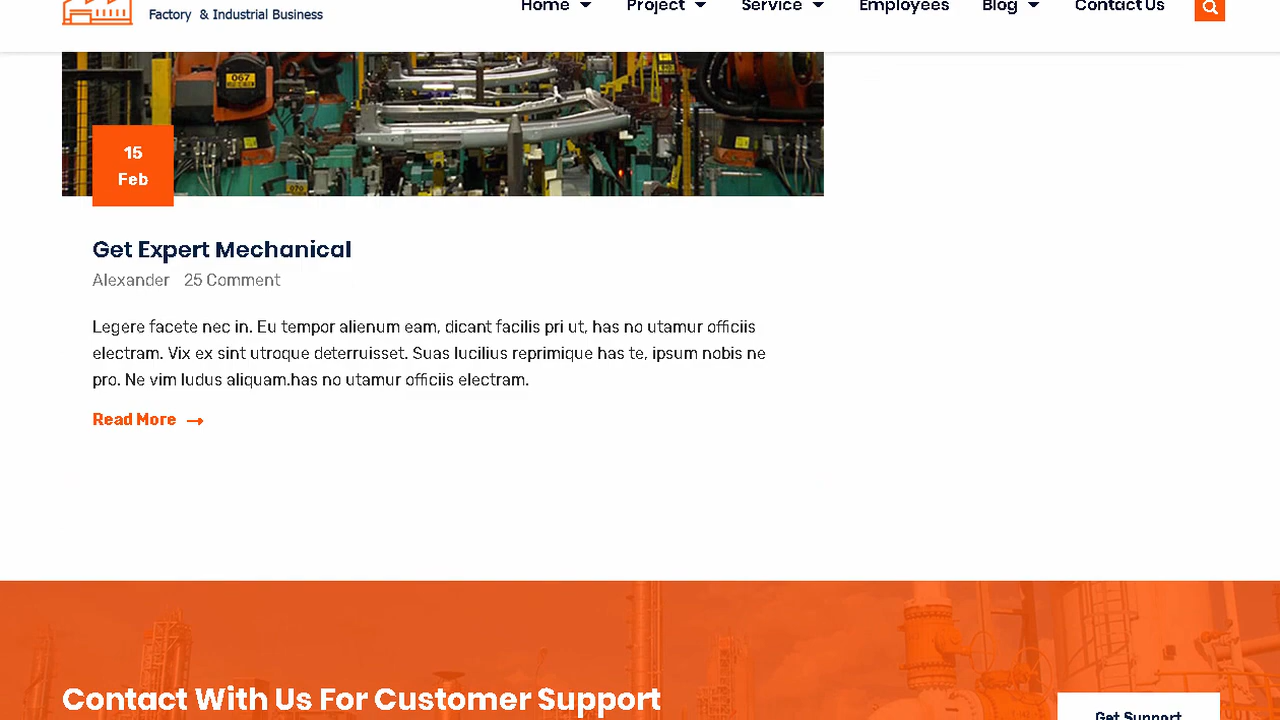 Factory & Industrial Business
Home Project Service Employees Blog Contact Us
067
070
15
Feb
Get Expert Mechanical
Alexander 25 Comment
Legere facete nec in. Eu tempor alienum eam, dicant facilis pri ut, has no utamur officiis
electram. Vix ex sint utroque deterruisset. Suas lucilius reprimique has te, ipsum nobis ne
pro. Ne vim ludus aliquam.has no utamur officiis electram.
Read More
Contact With Us For Customer Support
Get Support